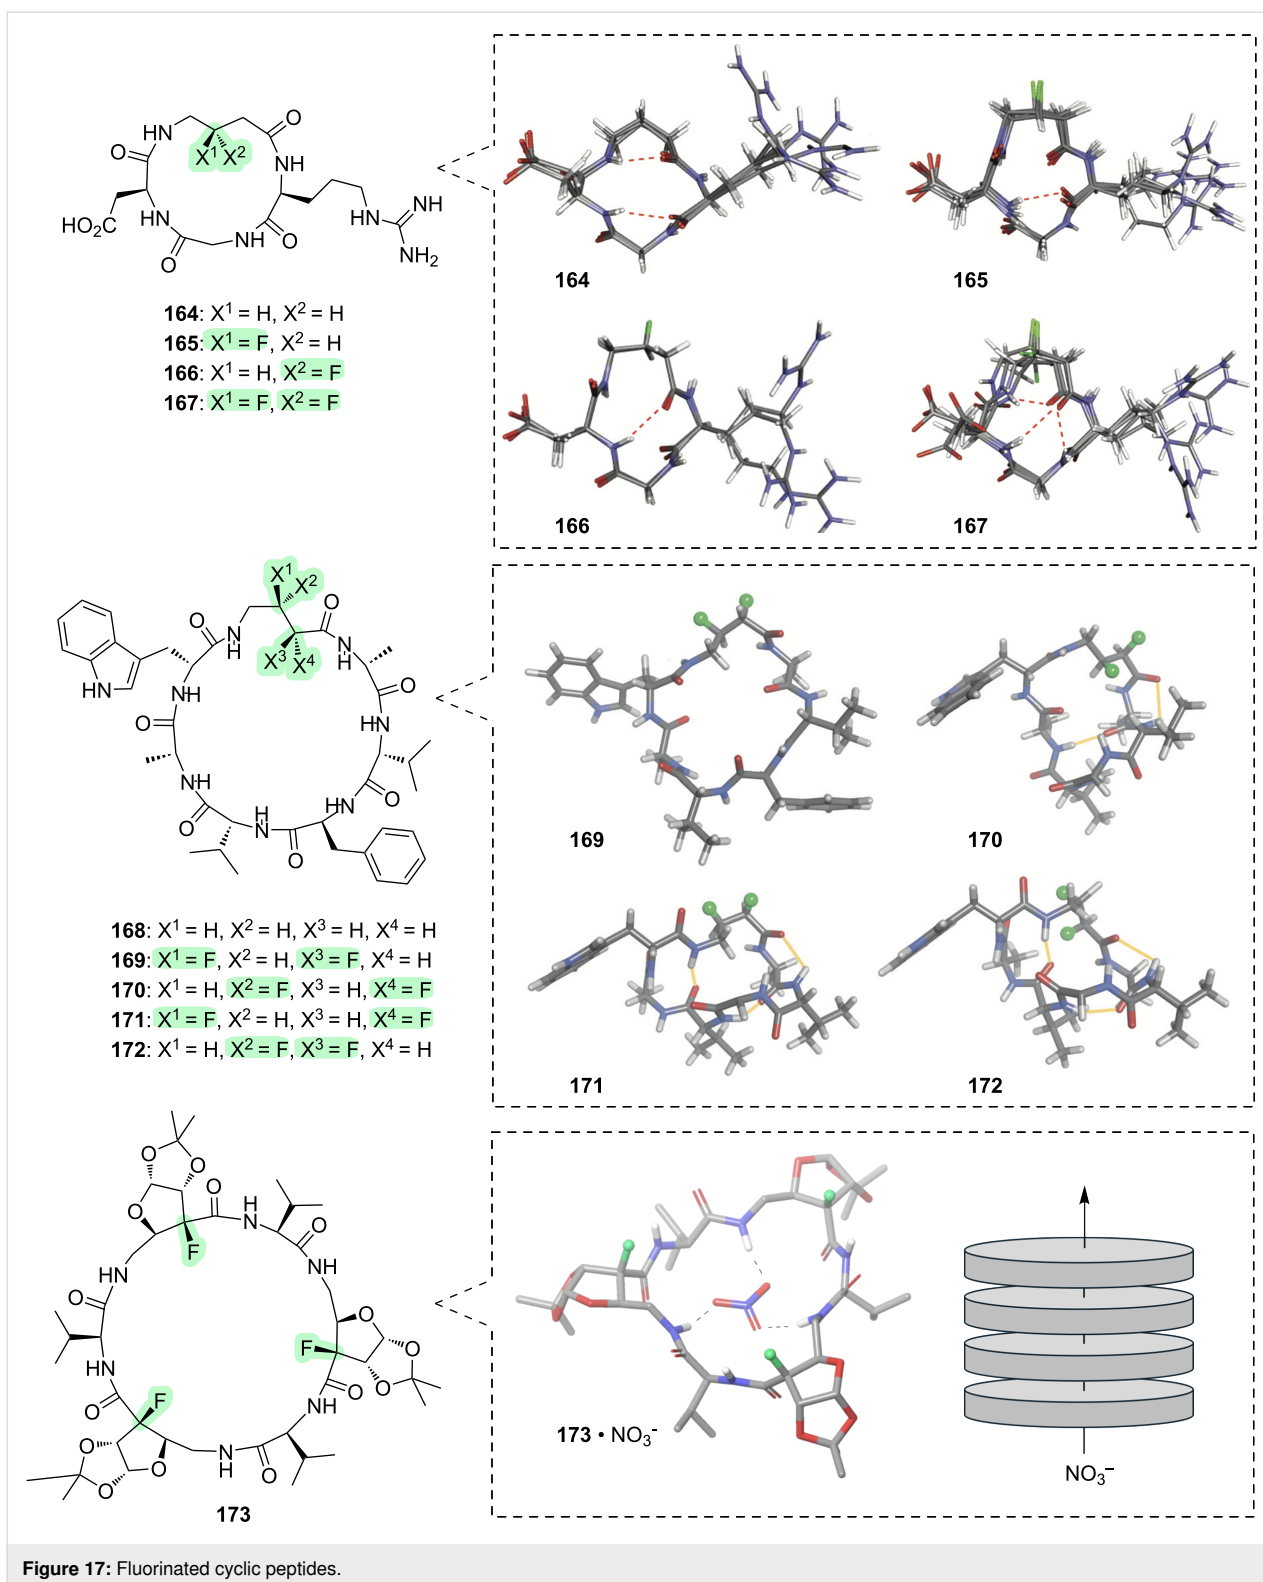 HN
O
O
X¹ X²
NH
HO₂C
NH
O
NH
O
HN
NH
NH₂
164: X¹ = H, X² = H
165: X¹ = F, X² = H
166: X¹ = H, X² = F
167: X¹ = F, X² = F
164
165
166
167
X¹
X²
O
O
N
H
X³ X⁴
N
H
HN
NH
O
O
NH
HN
O
O
H
N
HN
O
O
168: X¹ = H, X² = H, X³ = H, X⁴ = H
169: X¹ = F, X² = H, X³ = F, X⁴ = H
170: X¹ = H, X² = F, X³ = H, X⁴ = F
171: X¹ = F, X² = H, X³ = H, X⁴ = F
172: X¹ = H, X² = F, X³ = F, X⁴ = H
169
170
171
172
O
O
O
O
H
N
F
O
HN
NH
O
O
F
O
O
HN
O
O
F
NH
O
O
O
O
N
H
O
173
173 • NO₃⁻
NO₃⁻
Figure 17: Fluorinated cyclic peptides.